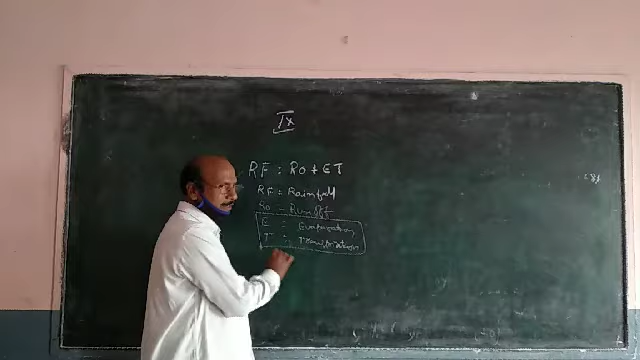 IX
RF = RO + ET
RF = Rainfall
RO = Runoff
E = Evaporation
T = Transpiration